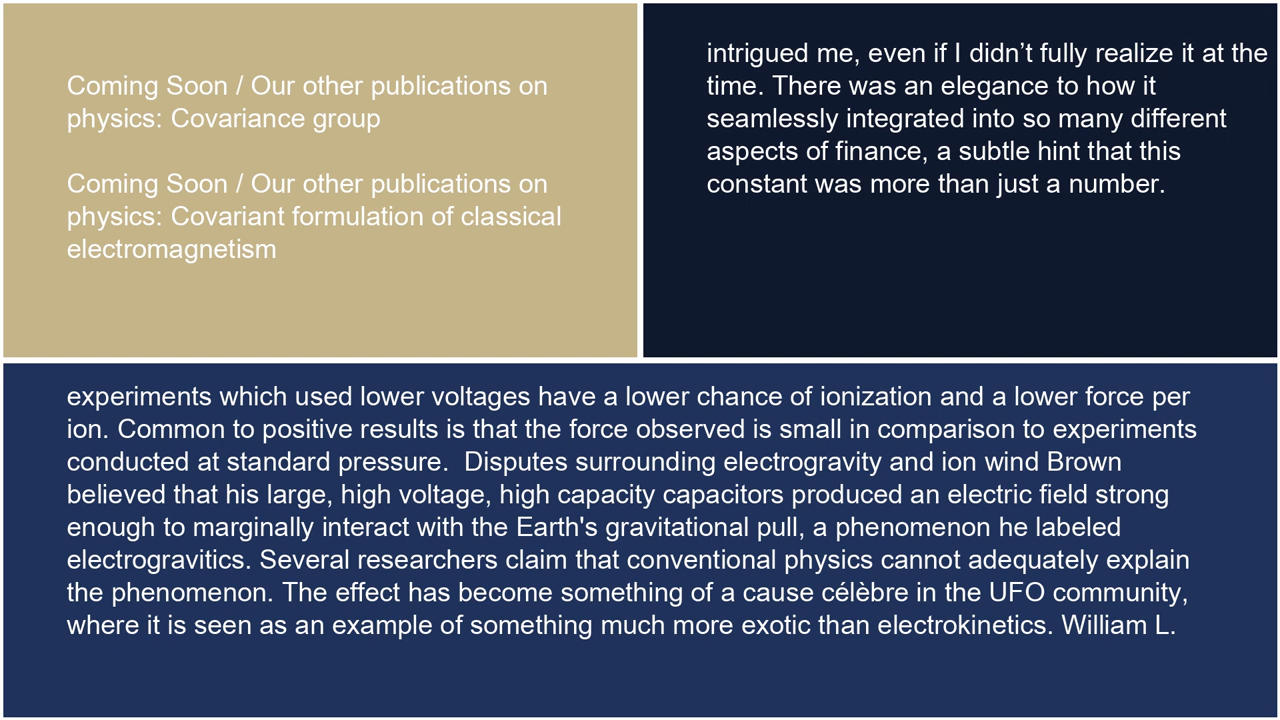 Coming Soon / Our other publications on
physics: Covariance group
Coming Soon / Our other publications on
physics: Covariant formulation of classical
electromagnetism
intrigued me, even if I didn’t fully realize it at the
time. There was an elegance to how it
seamlessly integrated into so many different
aspects of finance, a subtle hint that this
constant was more than just a number.
experiments which used lower voltages have a lower chance of ionization and a lower force per
ion. Common to positive results is that the force observed is small in comparison to experiments
conducted at standard pressure.  Disputes surrounding electrogravity and ion wind Brown
believed that his large, high voltage, high capacity capacitors produced an electric field strong
enough to marginally interact with the Earth's gravitational pull, a phenomenon he labeled
electrogravitics. Several researchers claim that conventional physics cannot adequately explain
the phenomenon. The effect has become something of a cause célèbre in the UFO community,
where it is seen as an example of something much more exotic than electrokinetics. William L.